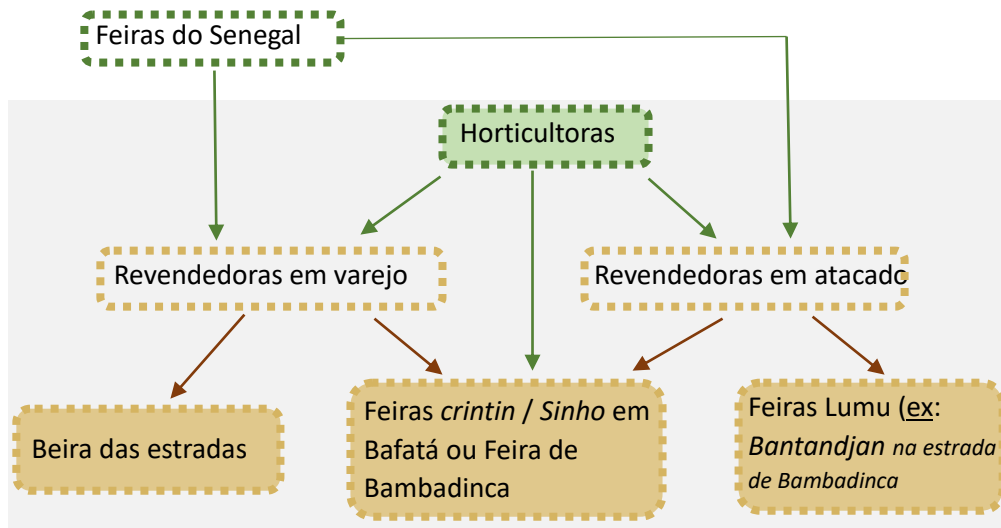 Feiras do Senegal
Horticultoras
Revendedoras em varejo
Revendedoras em atacado
Beira das estradas
Feiras crintin / Sinho em
Bafatá ou Feira de
Bambadinca
Feiras Lumu (ex:
Bantandjan na estrada
de Bambadinca